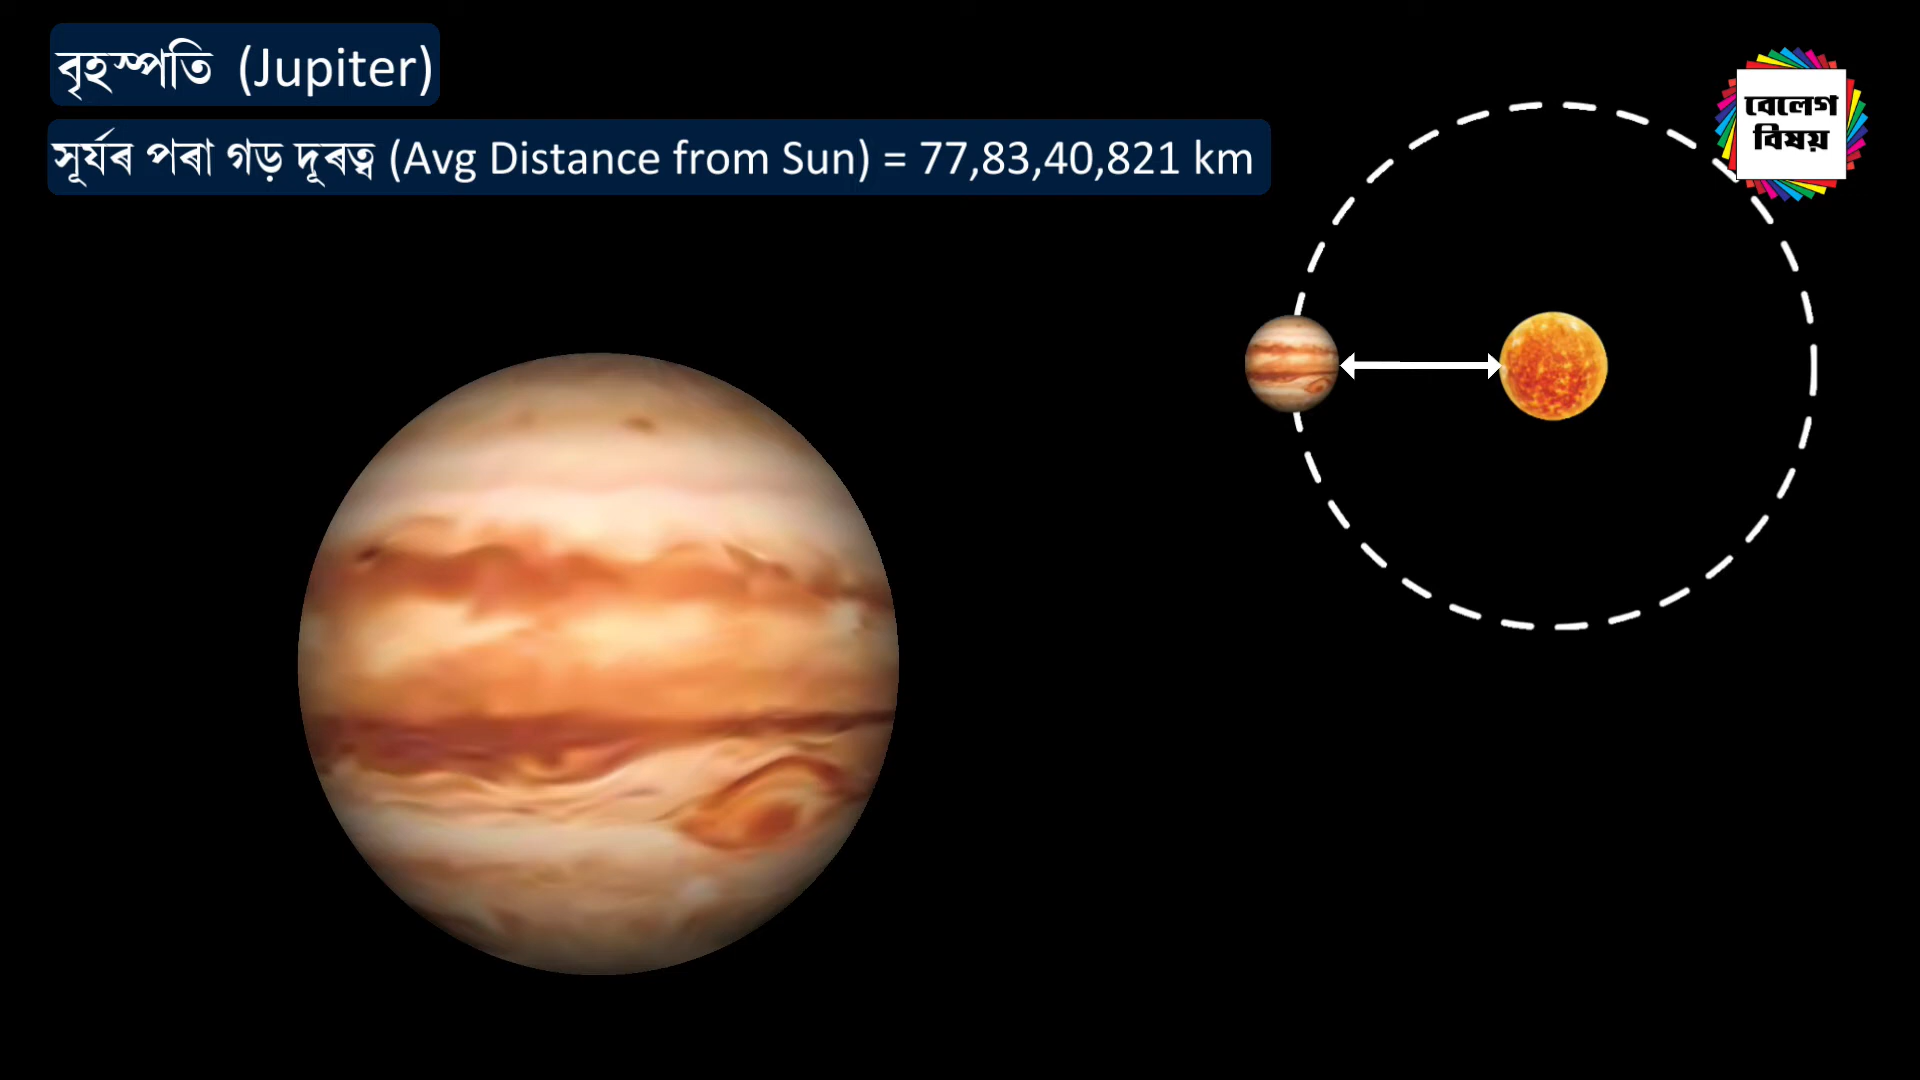 বৃহস্পতি (Jupiter)
সূৰ্যৰ পৰা গড় দূৰত্ব (Avg Distance from Sun) = 77,83,40,821 km
বেলেগ
বিষয়